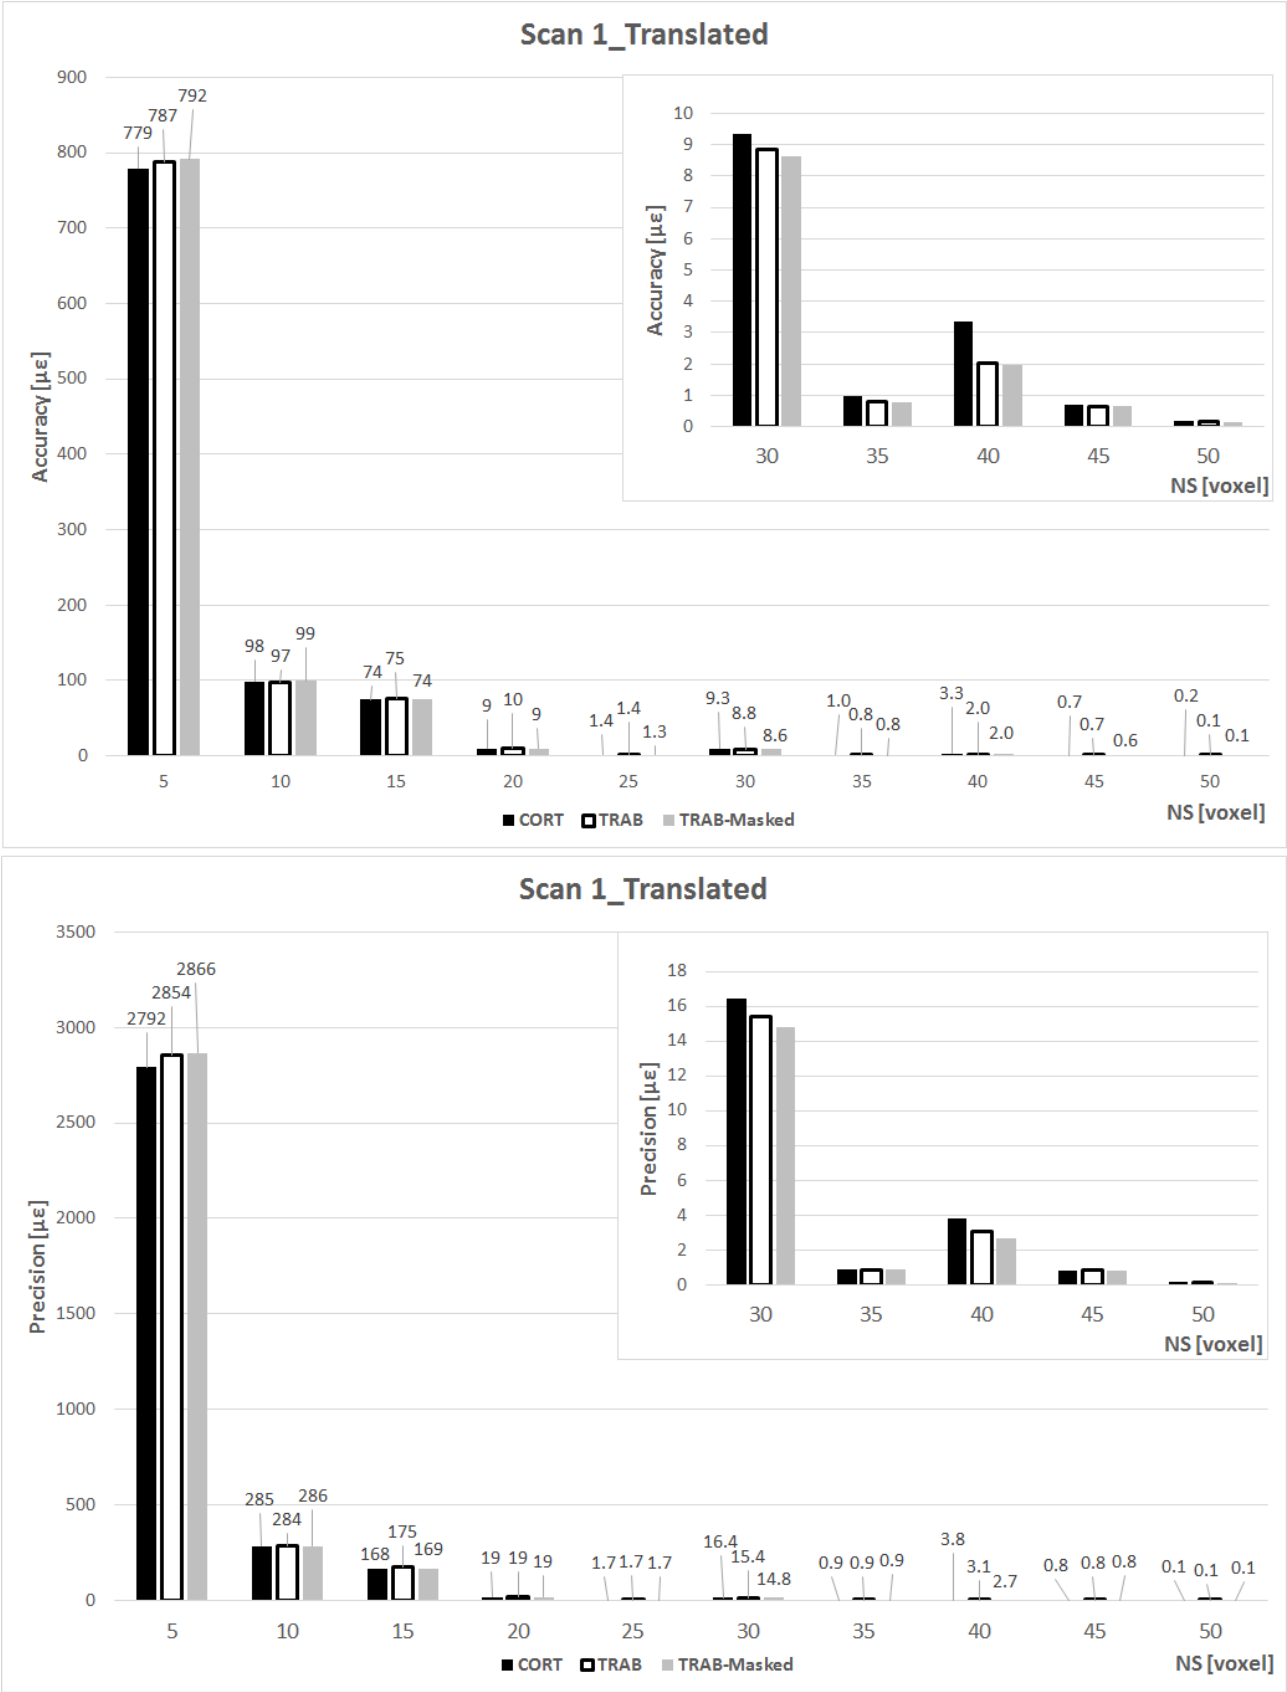 Scan 1_Translated
Accuracy [µε]
900
800
700
600
500
400
300
200
100
0
779 787 792
98 97 99
74 75 74
9 10 9
1.4 1.4 1.3
9.3 8.8 8.6
1.0 0.8 0.8
3.3 2.0 2.0
0.7 0.7 0.6
0.2 0.1 0.1
5 10 15 20 25 30 35 40 45 50
NS [voxel]
CORT TRAB TRAB-Masked
Accuracy [µε]
10
9
8
7
6
5
4
3
2
1
0
30 35 40 45 50
NS [voxel]
Scan 1_Translated
Precision [µε]
3500
3000
2500
2000
1500
1000
500
0
2792 2854 2866
285 284 286
168 175 169
19 19 19
1.7 1.7 1.7
16.4 15.4 14.8
0.9 0.9 0.9
3.8 3.1 2.7
0.8 0.8 0.8
0.1 0.1 0.1
5 10 15 20 25 30 35 40 45 50
NS [voxel]
CORT TRAB TRAB-Masked
Precision [µε]
18
16
14
12
10
8
6
4
2
0
30 35 40 45 50
NS [voxel]